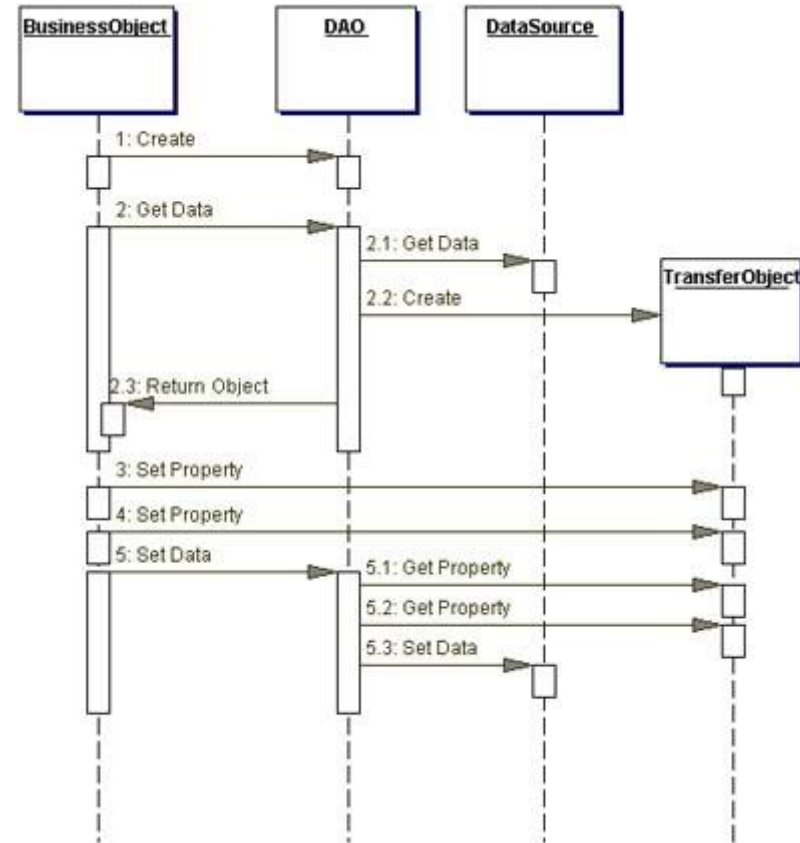 BusinessObject
DAO
DataSource
1: Create
2: Get Data
2.1: Get Data
TransferObject
2.2: Create
2.3: Return Object
3: Set Property
4: Set Property
5: Set Data
5.1: Get Property
5.2: Get Property
5.3: Set Data